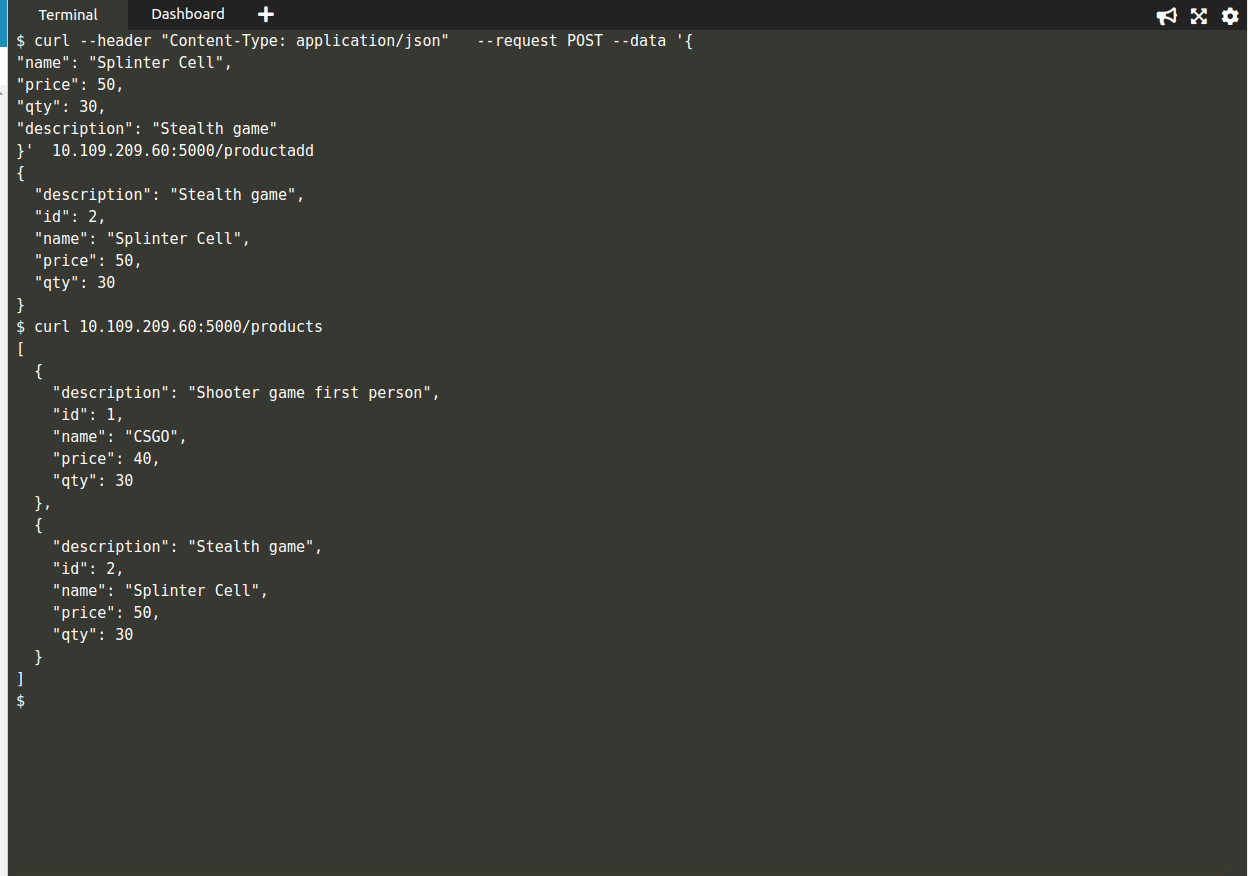 Terminal Dashboard
$ curl --header "Content-Type: application/json"   --request POST --data '{
"name": "Splinter Cell",
"price": 50,
"qty": 30,
"description": "Stealth game"
}'  10.109.209.60:5000/productadd
{
  "description": "Stealth game",
  "id": 2,
  "name": "Splinter Cell",
  "price": 50,
  "qty": 30
}
$ curl 10.109.209.60:5000/products
[
  {
    "description": "Shooter game first person",
    "id": 1,
    "name": "CSGO",
    "price": 40,
    "qty": 30
  },
  {
    "description": "Stealth game",
    "id": 2,
    "name": "Splinter Cell",
    "price": 50,
    "qty": 30
  }
]
$